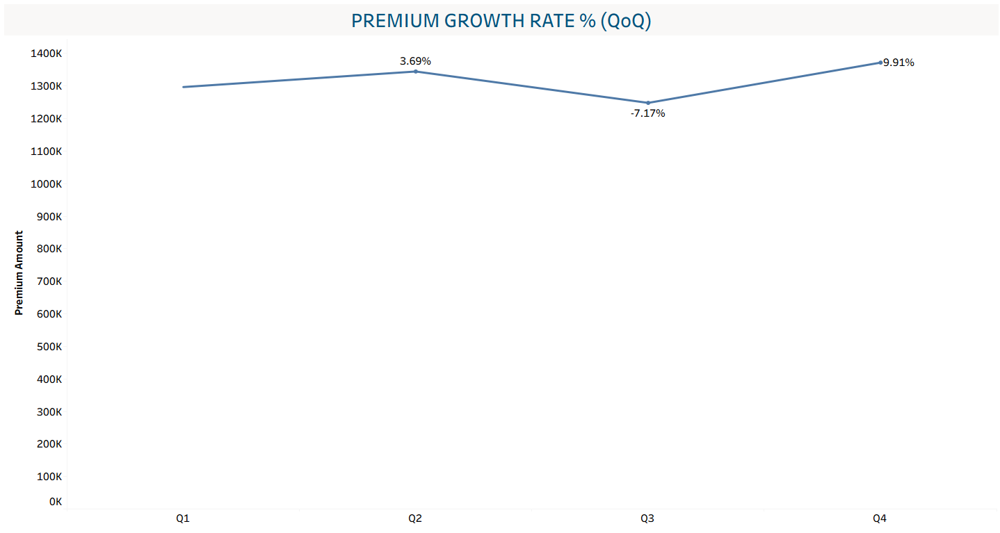 PREMIUM GROWTH RATE % (QoQ)
1400K
1300K
1200K
1100K
1000K
900K
800K
700K
600K
500K
400K
300K
200K
100K
0K
Premium Amount
3.69%
-7.17%
9.91%
Q1
Q2
Q3
Q4